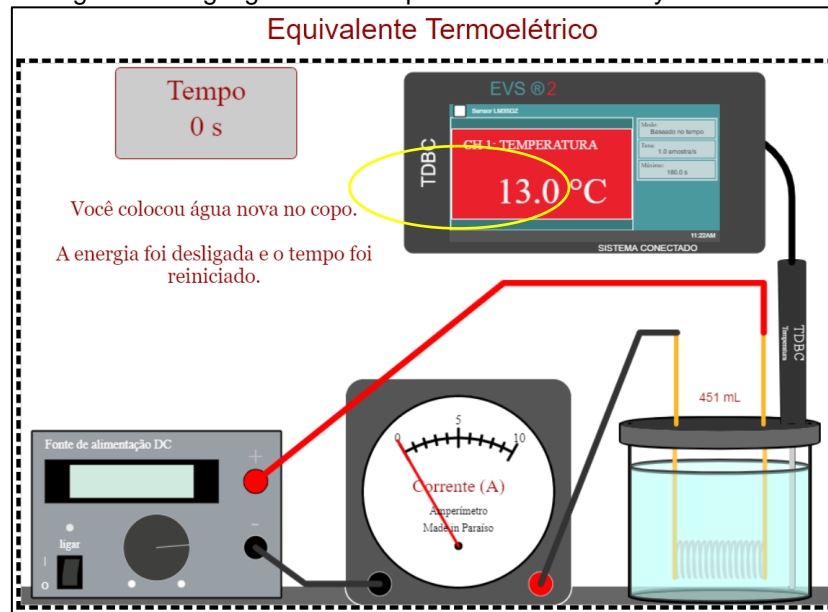 Equivalente Termoelétrico
Tempo
0 s
EVS ®2
Sensor LM35DZ
TDBC
CH 1: TEMPERATURA
13.0 °C
Modo:
Baseado no tempo
Taxa:
1.0 amostra/s
Máximo:
180.0 s
11:22AM
SISTEMA CONECTADO
Você colocou água nova no copo.
A energia foi desligada e o tempo foi
reiniciado.
TDBC
Temperatura
451 mL
Fonte de alimentação DC
+
-
ligar
I
O
0
5
10
Corrente (A)
Amperímetro
Made in Paraíso